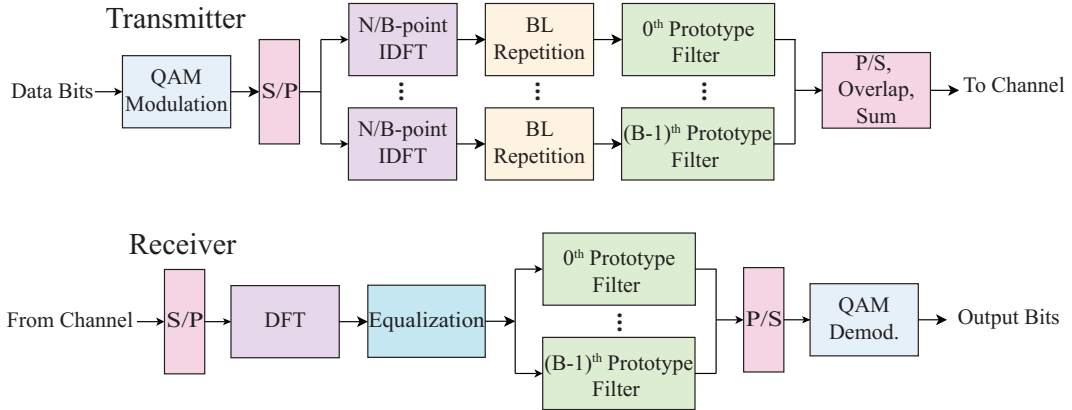 Transmitter
Data Bits
QAM
Modulation
S/P
N/B-point
IDFT
BL
Repetition
0th Prototype
Filter
N/B-point
IDFT
BL
Repetition
(B-1)th Prototype
Filter
P/S,
Overlap,
Sum
To Channel
Receiver
From Channel
S/P
DFT
Equalization
0th Prototype
Filter
(B-1)th Prototype
Filter
P/S
QAM
Demod.
Output Bits